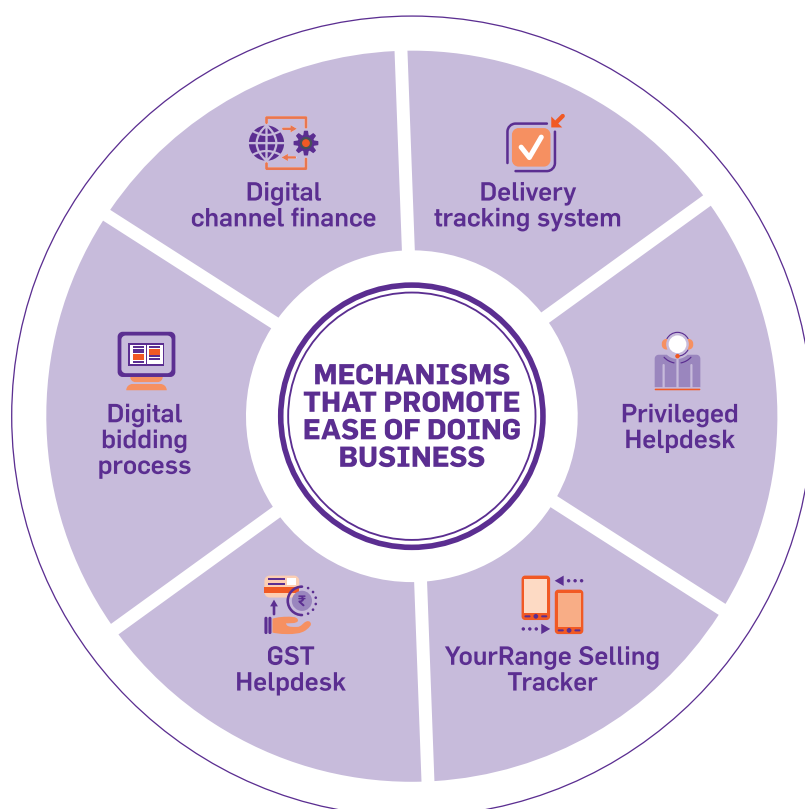 Digital
channel finance
Delivery
tracking system
Digital
bidding
process
MECHANISMS
THAT PROMOTE
EASE OF DOING
BUSINESS
Privileged
Helpdesk
₹
GST
Helpdesk
YourRange Selling
Tracker